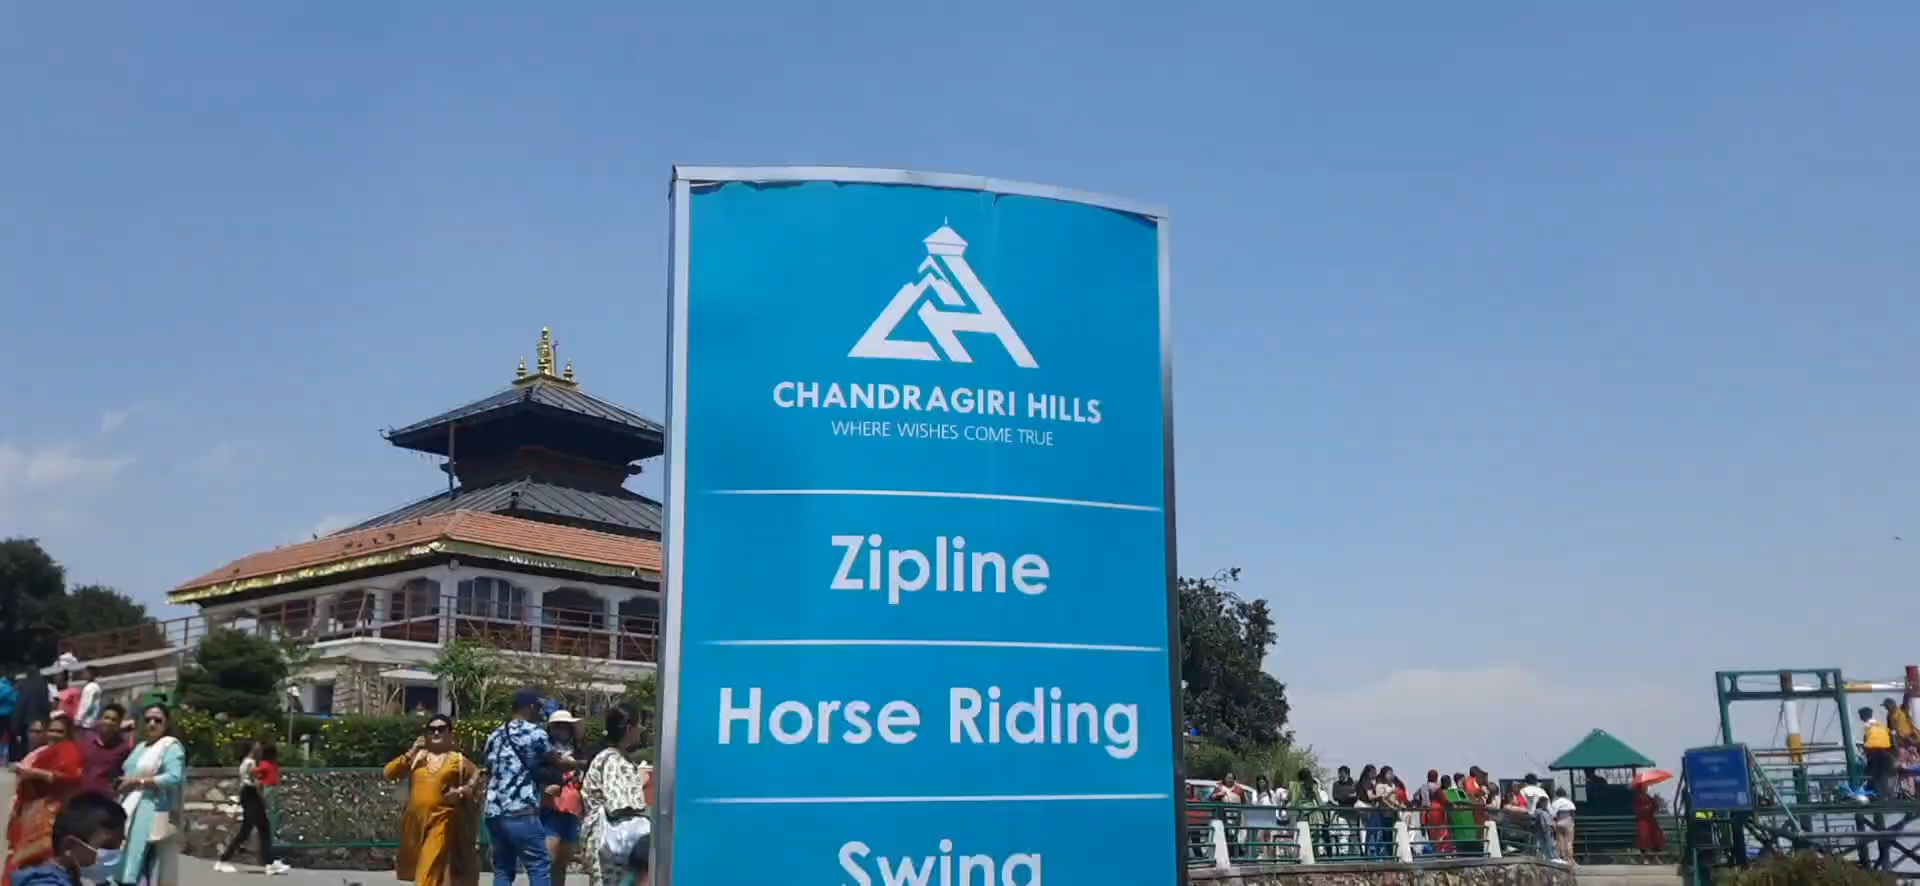 CHANDRAGIRI HILLS
WHERE WISHES COME TRUE
Zipline
Horse Riding
Swing